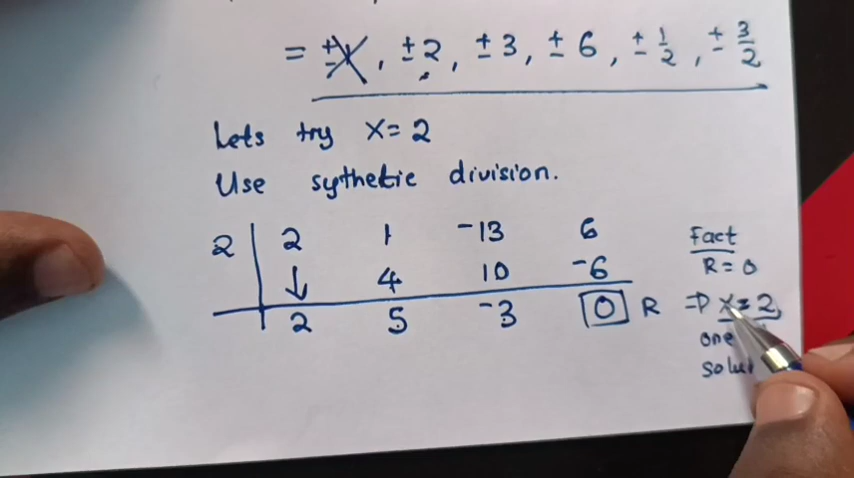 = ±1, ±2, ±3, ±6, ±1/2, ±3/2
Lets try x=2
Use sythetic division.
2 2 1 -13 6
↓ 4 10 -6
2 5 -3 0 R
Fact
R=0
⇒ x=2,
one